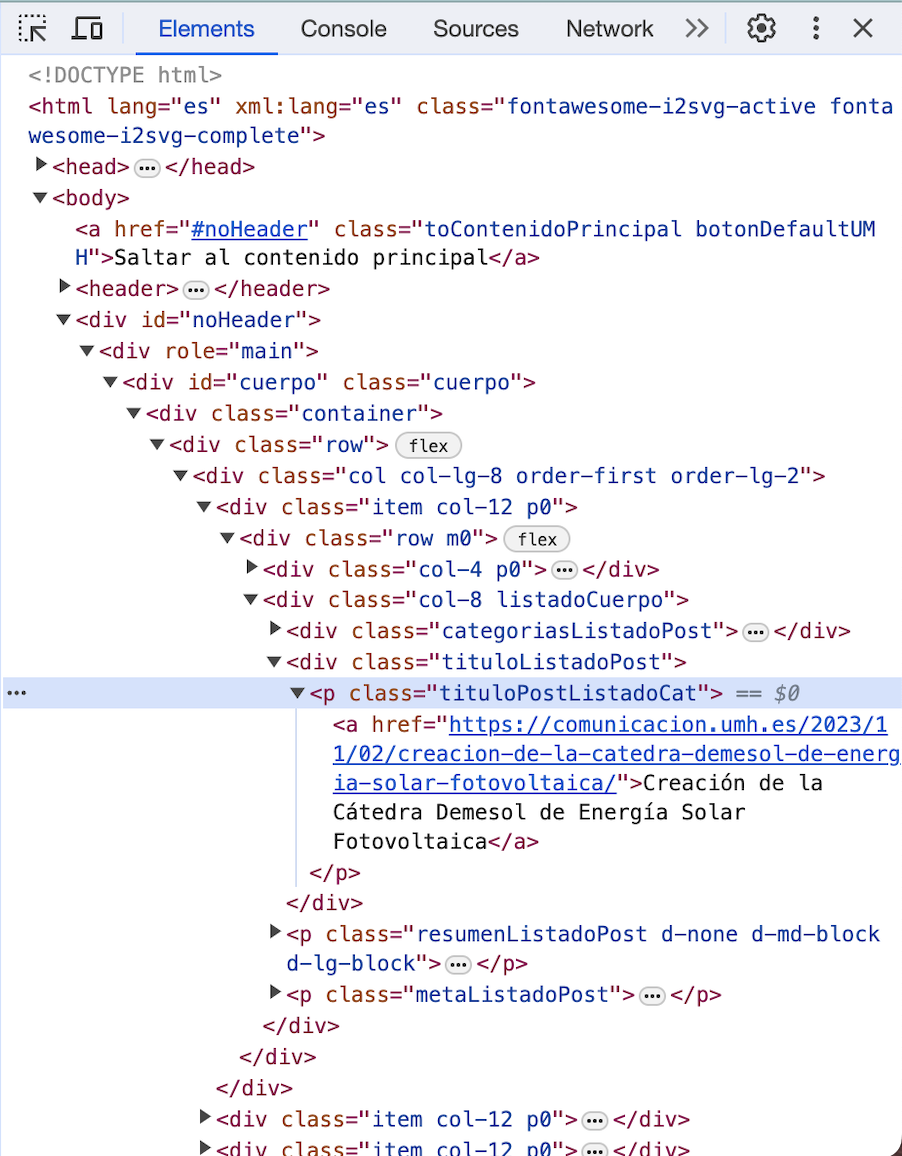 Elements Console Sources Network
<!DOCTYPE html>
<html lang="es" xml:lang="es" class="fontawesome-i2svg-active fonta
wesome-i2svg-complete">
<head> … </head>
<body>
<a href="#noHeader" class="toContenidoPrincipal botonDefaultUM
H">Saltar al contenido principal</a>
<header> … </header>
<div id="noHeader">
<div role="main">
<div id="cuerpo" class="cuerpo">
<div class="container">
<div class="row"> flex
<div class="col col-lg-8 order-first order-lg-2">
<div class="item col-12 p0">
<div class="row m0"> flex
<div class="col-4 p0"> … </div>
<div class="col-8 listadoCuerpo">
<div class="categoriasListadoPost"> … </div>
<div class="tituloListadoPost">
… <p class="tituloPostListadoCat"> == $0
<a href="https://comunicacion.umh.es/2023/1
1/02/creacion-de-la-catedra-demesol-de-energ
ia-solar-fotovoltaica/">Creación de la
Cátedra Demesol de Energía Solar
Fotovoltaica</a>
</p>
</div>
<p class="resumenListadoPost d-none d-md-block
d-lg-block"> … </p>
<p class="metaListadoPost"> … </p>
</div>
</div>
</div>
<div class="item col-12 p0"> … </div>
<div class="item col-12 p0"> … </div>